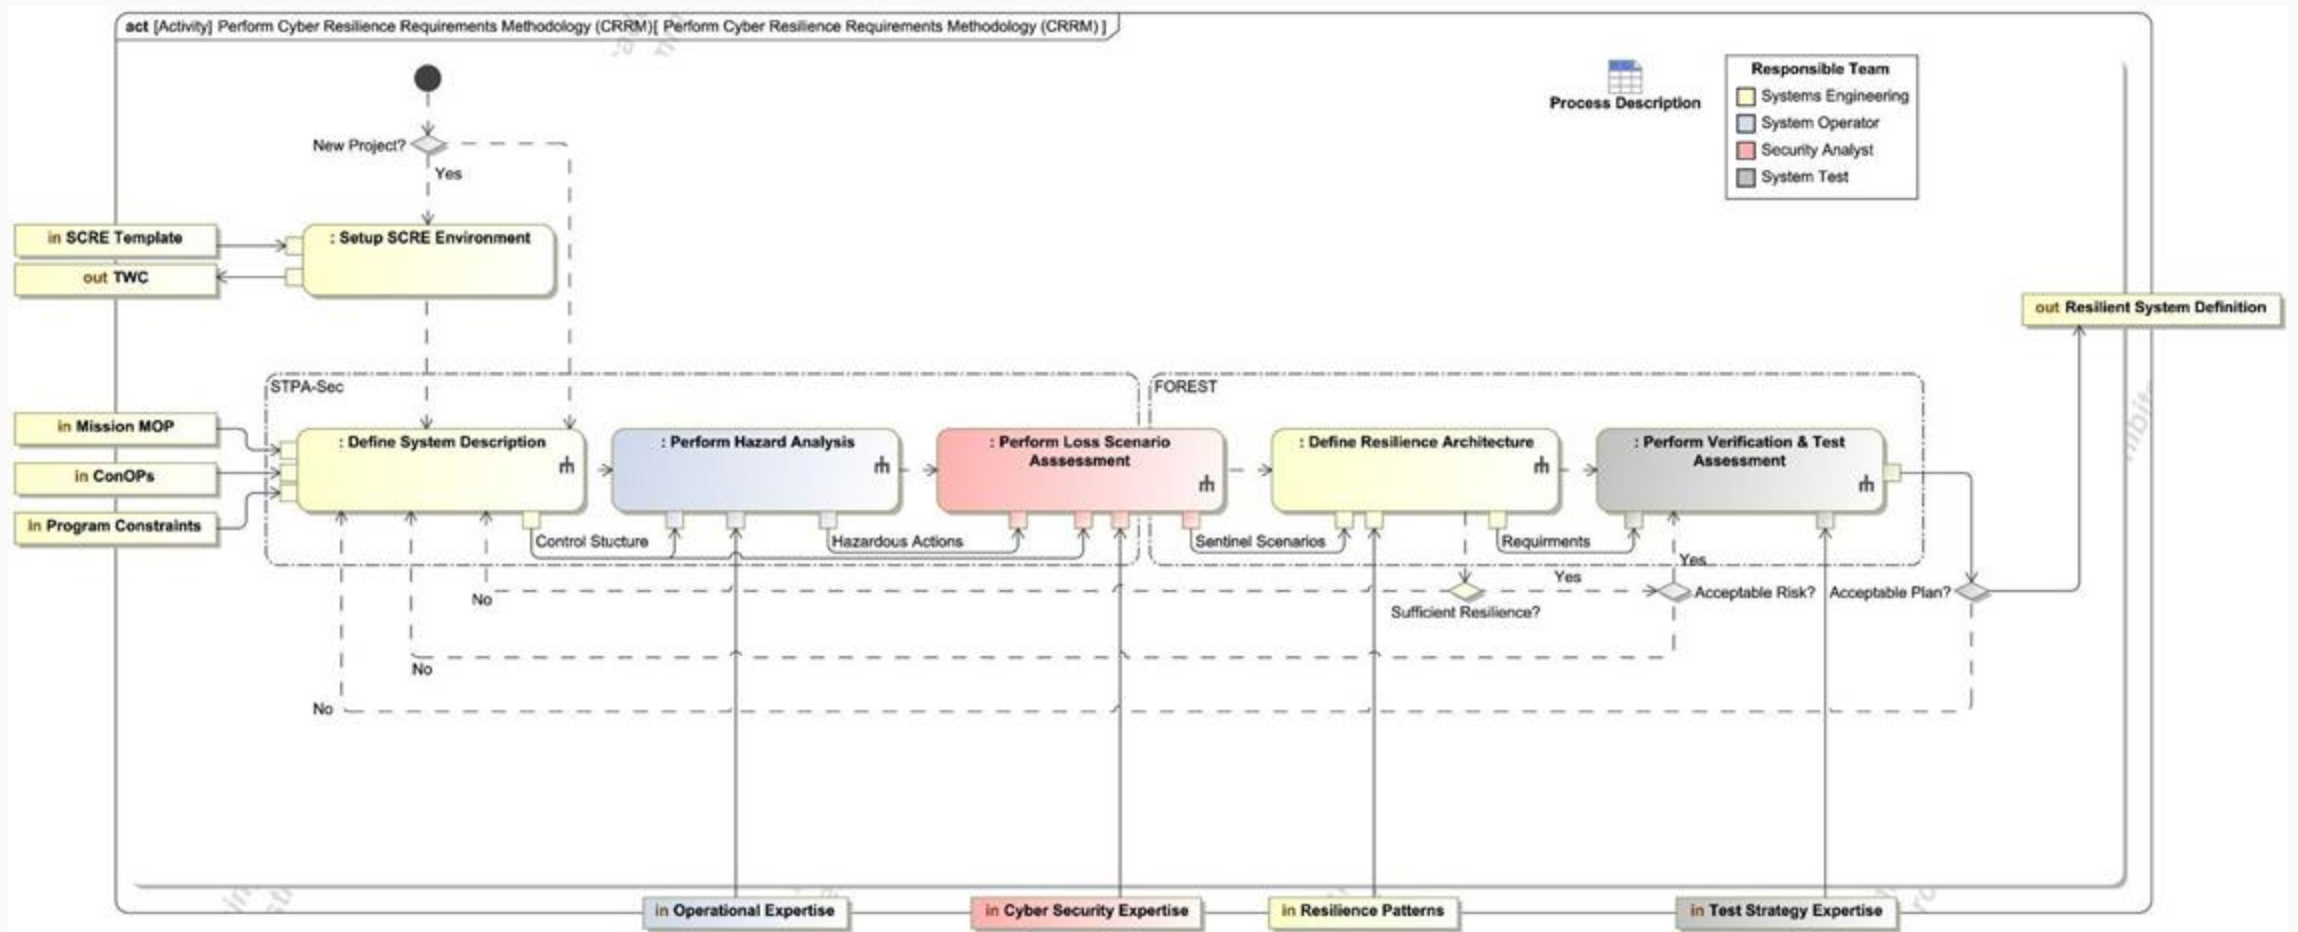 act [Activity] Perform Cyber Resilience Requirements Methodology (CRRM)[ Perform Cyber Resilience Requirements Methodology (CRRM) ]
Process Description
Responsible Team
Systems Engineering
System Operator
Security Analyst
System Test
New Project?
Yes
in SCRE Template
out TWC
: Setup SCRE Environment
out Resilient System Definition
STPA-Sec
FOREST
in Mission MOP
in ConOPs
in Program Constraints
: Define System Description
: Perform Hazard Analysis
: Perform Loss Scenario
Asssessment
: Define Resilience Architecture
: Perform Verification & Test
Assessment
Control Stucture
Hazardous Actions
Sentinel Scenarios
Requirments
Yes
Yes
No
Sufficient Resilience?
Acceptable Risk?
Acceptable Plan?
No
No
in Operational Expertise
in Cyber Security Expertise
in Resilience Patterns
in Test Strategy Expertise